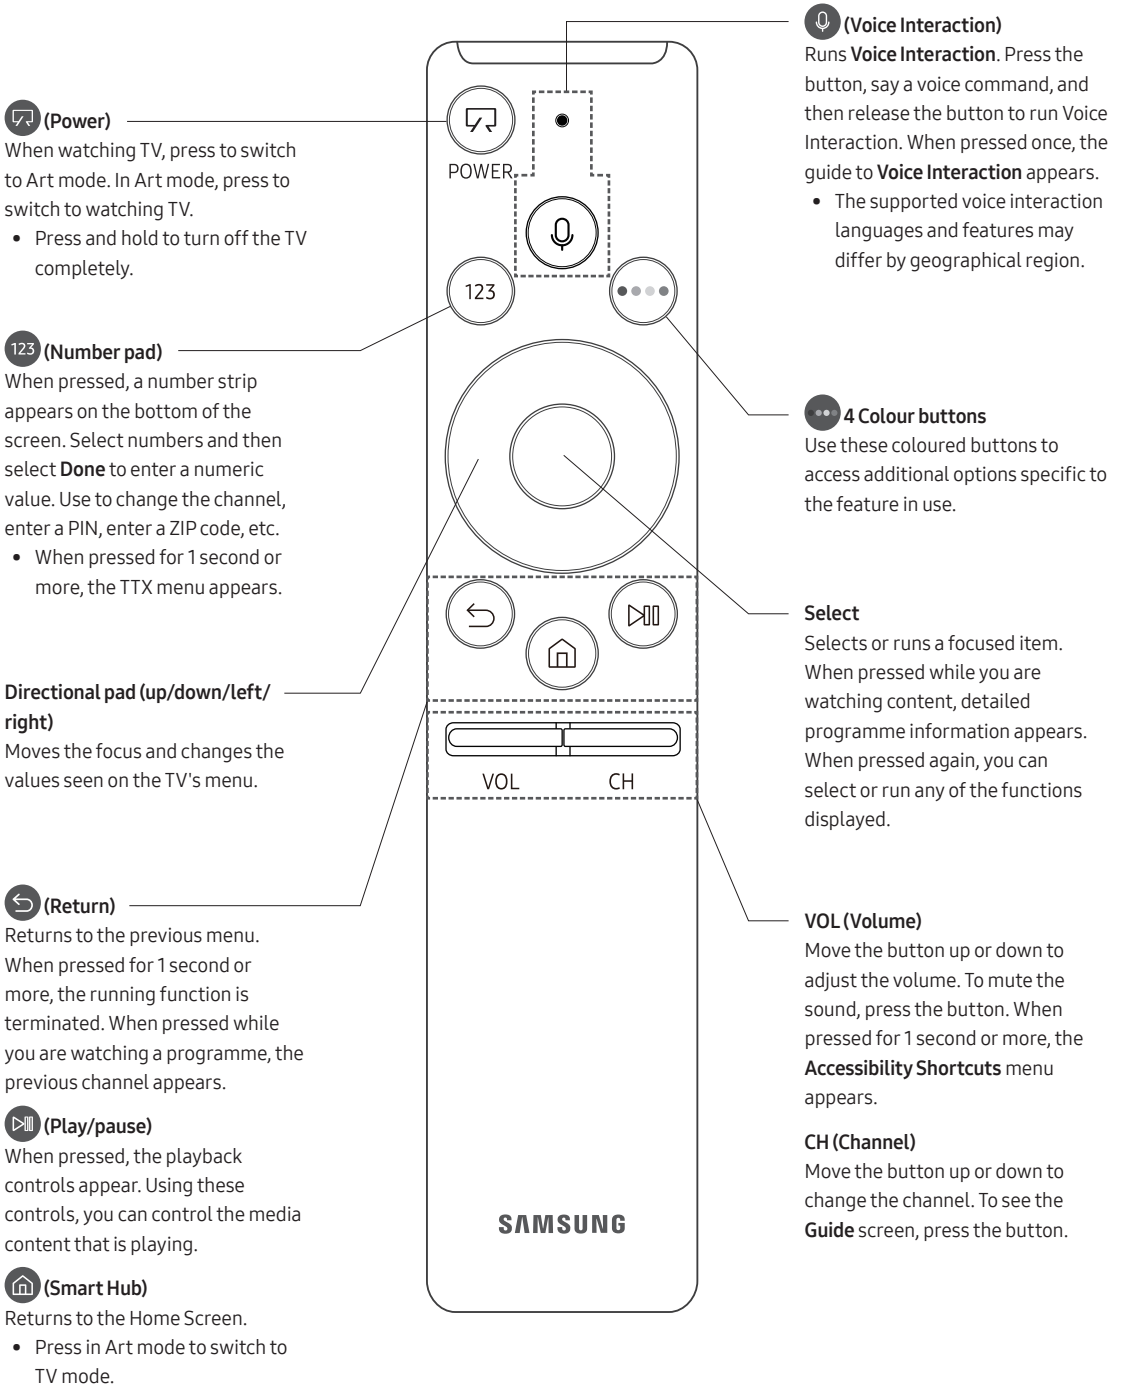 (Power)
When watching TV, press to switch
to Art mode. In Art mode, press to
switch to watching TV.
• Press and hold to turn off the TV
completely.
123 (Number pad)
When pressed, a number strip
appears on the bottom of the
screen. Select numbers and then
select Done to enter a numeric
value. Use to change the channel,
enter a PIN, enter a ZIP code, etc.
• When pressed for 1 second or
more, the TTX menu appears.
Directional pad (up/down/left/
right)
Moves the focus and changes the
values seen on the TV's menu.
(Return)
Returns to the previous menu.
When pressed for 1 second or
more, the running function is
terminated. When pressed while
you are watching a programme, the
previous channel appears.
(Play/pause)
When pressed, the playback
controls appear. Using these
controls, you can control the media
content that is playing.
(Smart Hub)
Returns to the Home Screen.
• Press in Art mode to switch to
TV mode.
POWER
123
VOL CH
SAMSUNG
(Voice Interaction)
Runs Voice Interaction. Press the
button, say a voice command, and
then release the button to run Voice
Interaction. When pressed once, the
guide to Voice Interaction appears.
• The supported voice interaction
languages and features may
differ by geographical region.
4 Colour buttons
Use these coloured buttons to
access additional options specific to
the feature in use.
Select
Selects or runs a focused item.
When pressed while you are
watching content, detailed
programme information appears.
When pressed again, you can
select or run any of the functions
displayed.
VOL (Volume)
Move the button up or down to
adjust the volume. To mute the
sound, press the button. When
pressed for 1 second or more, the
Accessibility Shortcuts menu
appears.
CH (Channel)
Move the button up or down to
change the channel. To see the
Guide screen, press the button.